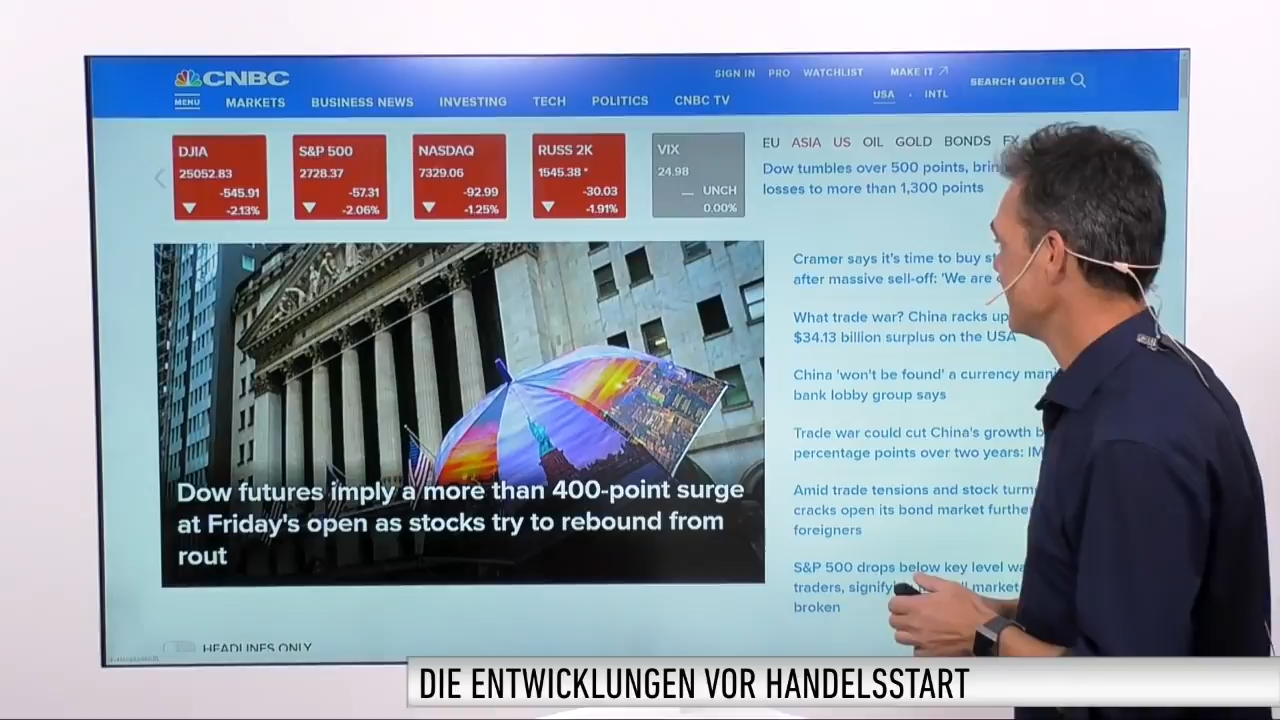 CNBC
SIGN IN PRO WATCHLIST MAKE IT
SEARCH QUOTES
USA · INTL
MENU MARKETS BUSINESS NEWS INVESTING TECH POLITICS CNBC TV
DJIA
25052.83
-545.91
-2.13%
S&P 500
2728.37
-57.31
-2.06%
NASDAQ
7329.06
-92.99
-1.25%
RUSS 2K
1545.38 *
-30.03
-1.91%
VIX
24.98
UNCH
0.00%
EU ASIA US OIL GOLD BONDS FX
Dow tumbles over 500 points,
losses to more than 1,300 points
Cramer says it's time to buy
after massive sell-off: 'We are
What trade war? China racks up
$34.13 billion surplus on the USA
China 'won't be found' a currency
bank lobby group says
Trade war could cut China's growth
percentage points over two years:
Amid trade tensions and stock
cracks open its bond market
foreigners
S&P 500 drops below key level
traders, market
broken
Dow futures imply a more than 400-point surge
at Friday's open as stocks try to rebound from
rout
HEADLINES ONLY
DIE ENTWICKLUNGEN VOR HANDELSSTART